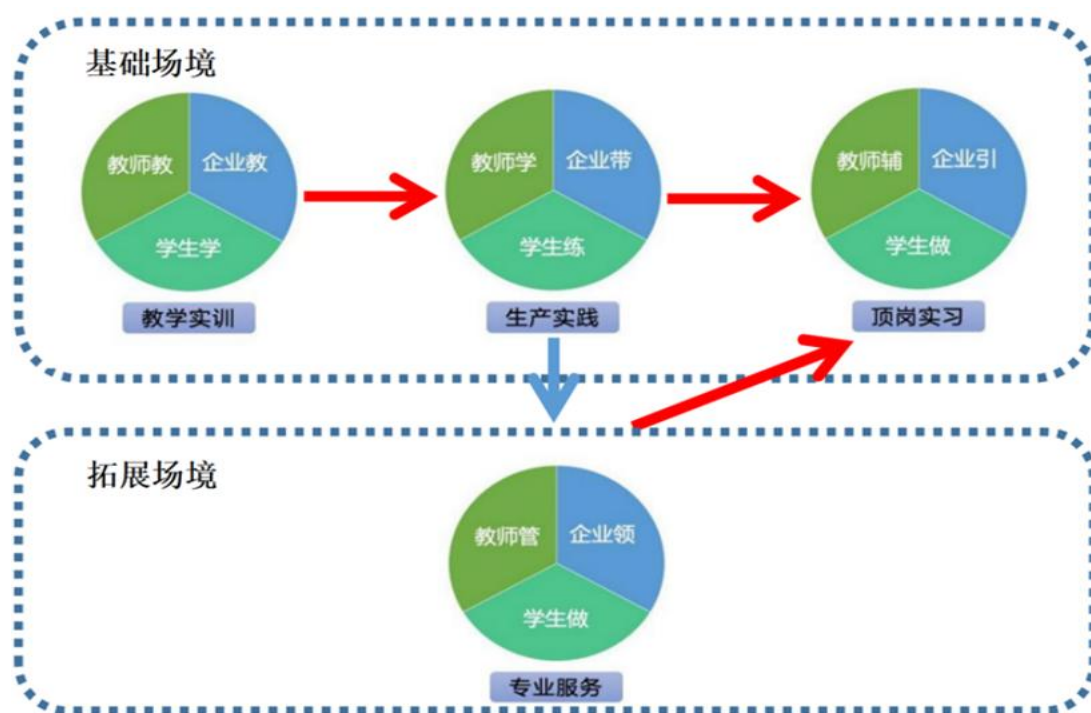 基础场境
教师教
企业教
学生学
教学实训
教师学
企业带
学生练
生产实践
教师辅
企业引
学生做
顶岗实习
拓展场境
教师管
企业领
学生做
专业服务